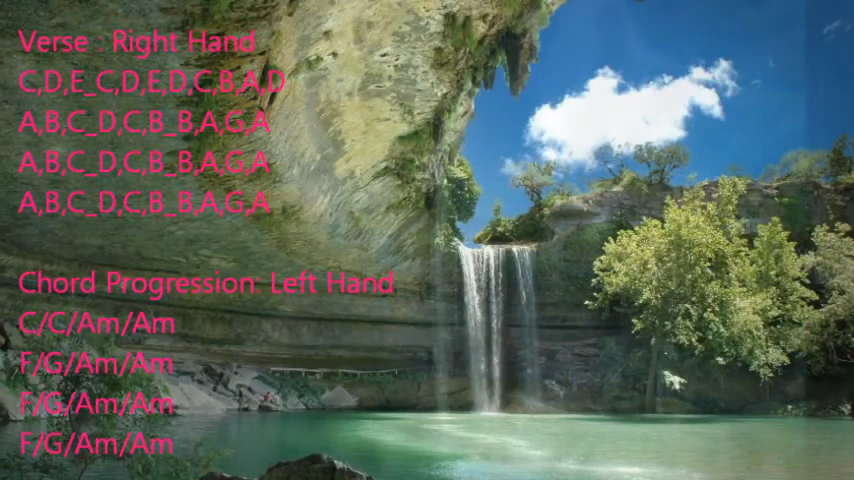 Verse : Right Hand
C,D,E_C,D,E,D,C,B,A,D
A,B,C_D,C,B_B,A,G,A
A,B,C_D,C,B_B,A,G,A
A,B,C_D,C,B_B,A,G,A
Chord Progression: Left Hand
C/C/Am/Am
F/G/Am/Am
F/G/Am/Am
F/G/Am/Am